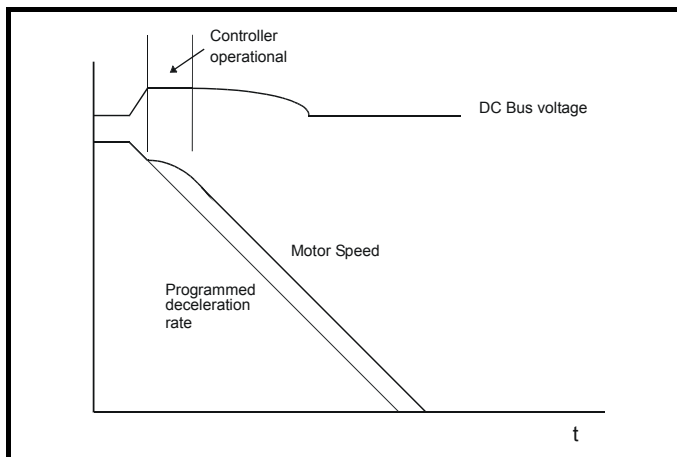 Controller
operational
DC Bus voltage
Motor Speed
Programmed
deceleration
rate
t